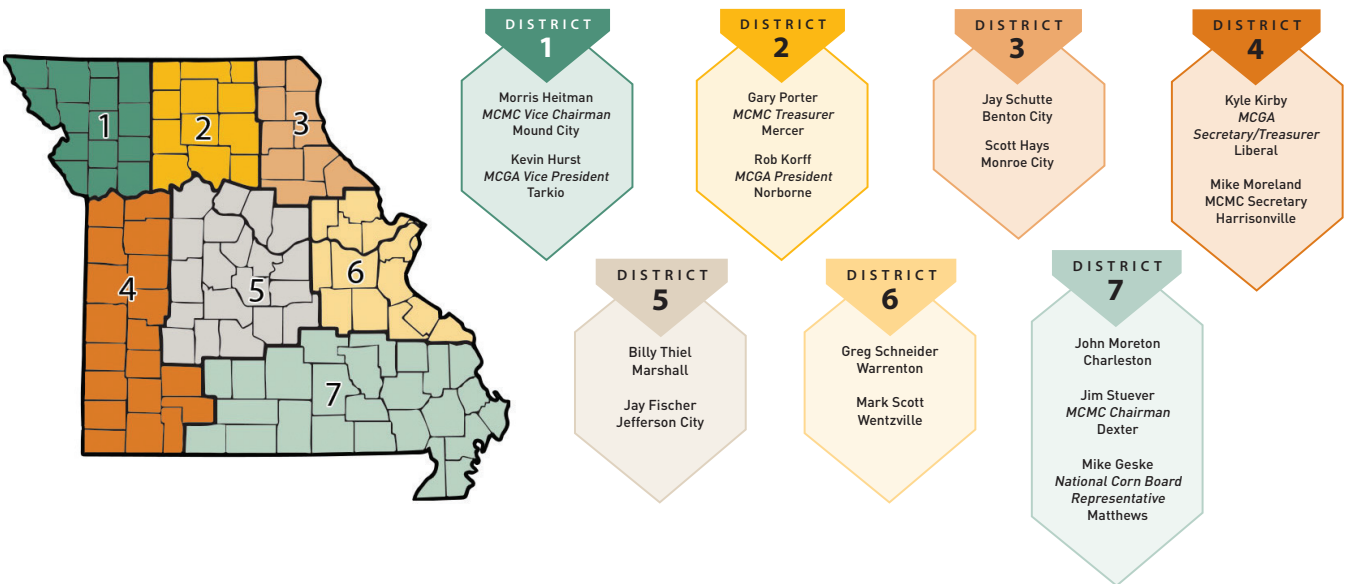 1
2
3
4
5
6
7
DISTRICT
1
Morris Heitman
MCMC Vice Chairman
Mound City
Kevin Hurst
MCGA Vice President
Tarkio
DISTRICT
2
Gary Porter
MCMC Treasurer
Mercer
Rob Korff
MCGA President
Norborne
DISTRICT
3
Jay Schutte
Benton City
Scott Hays
Monroe City
DISTRICT
4
Kyle Kirby
MCGA
Secretary/Treasurer
Liberal
Mike Moreland
MCMC Secretary
Harrisonville
DISTRICT
5
Billy Thiel
Marshall
Jay Fischer
Jefferson City
DISTRICT
6
Greg Schneider
Warrenton
Mark Scott
Wentzville
DISTRICT
7
John Moreton
Charleston
Jim Stuever
MCMC Chairman
Dexter
Mike Geske
National Corn Board
Representative
Matthews